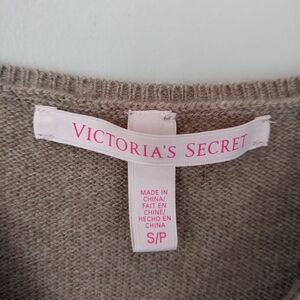 VICTORIA'S SECRET
MADE IN
CHINA/
FAIT EN
CHINE/
HECHO EN
CHINA
S/P